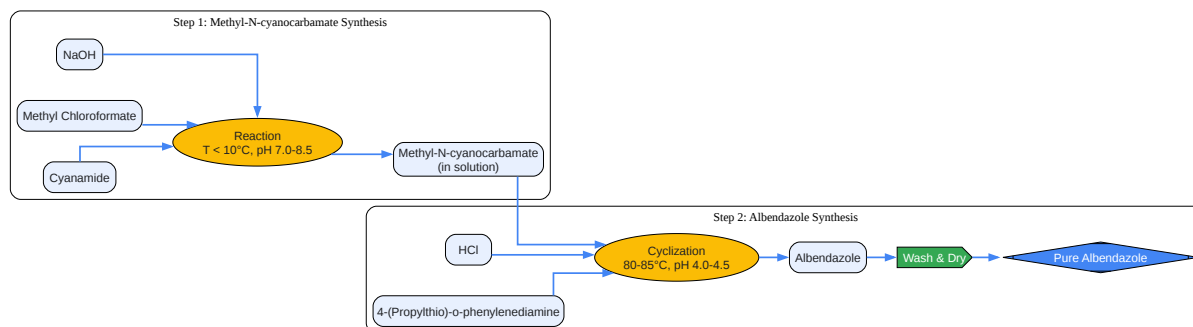 Step 1: Methyl-N-cyanocarbamate Synthesis
NaOH
Methyl Chloroformate
Reaction
T < 10°C, pH 7.0-8.5
Cyanamide
Methyl-N-cyanocarbamate
(in solution)
Step 2: Albendazole Synthesis
HCl
Cyclization
80-85°C, pH 4.0-4.5
Albendazole
Wash & Dry
Pure Albendazole
4-(Propylthio)-o-phenylenediamine